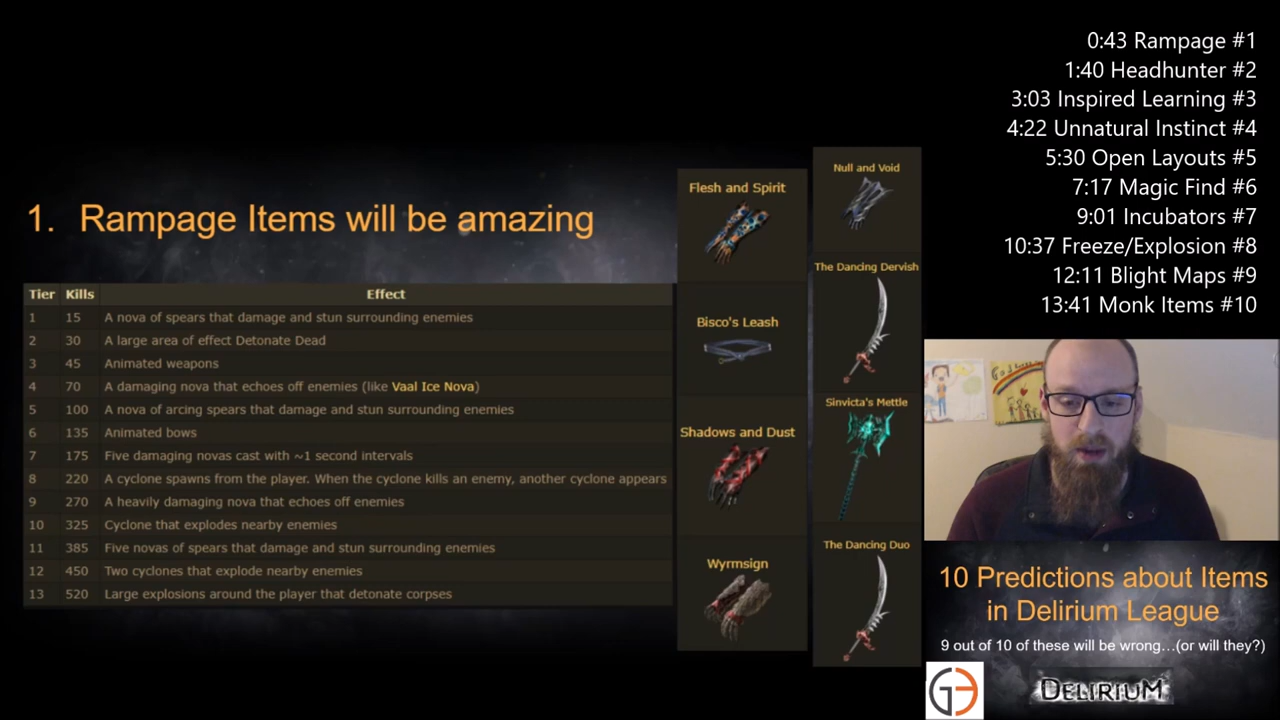 1. Rampage Items will be amazing
Tier Kills Effect
1 15 A nova of spears that damage and stun surrounding enemies
2 30 A large area of effect Detonate Dead
3 45 Animated weapons
4 70 A damaging nova that echoes off enemies (like Vaal Ice Nova)
5 100 A nova of arcing spears that damage and stun surrounding enemies
6 135 Animated bows
7 175 Five damaging novas cast with ~1 second intervals
8 220 A cyclone spawns from the player. When the cyclone kills an enemy, another cyclone appears
9 270 A heavily damaging nova that echoes off enemies
10 325 Cyclone that explodes nearby enemies
11 385 Five novas of spears that damage and stun surrounding enemies
12 450 Two cyclones that explode nearby enemies
13 520 Large explosions around the player that detonate corpses
Flesh and Spirit
Bisco's Leash
Shadows and Dust
Wyrmsign
Null and Void
The Dancing Dervish
Sinvicta's Mettle
The Dancing Duo
0:43 Rampage #1
1:40 Headhunter #2
3:03 Inspired Learning #3
4:22 Unnatural Instinct #4
5:30 Open Layouts #5
7:17 Magic Find #6
9:01 Incubators #7
10:37 Freeze/Explosion #8
12:11 Blight Maps #9
13:41 Monk Items #10
10 Predictions about Items
in Delirium League
9 out of 10 of these will be wrong...(or will they?)
DELIRIUM